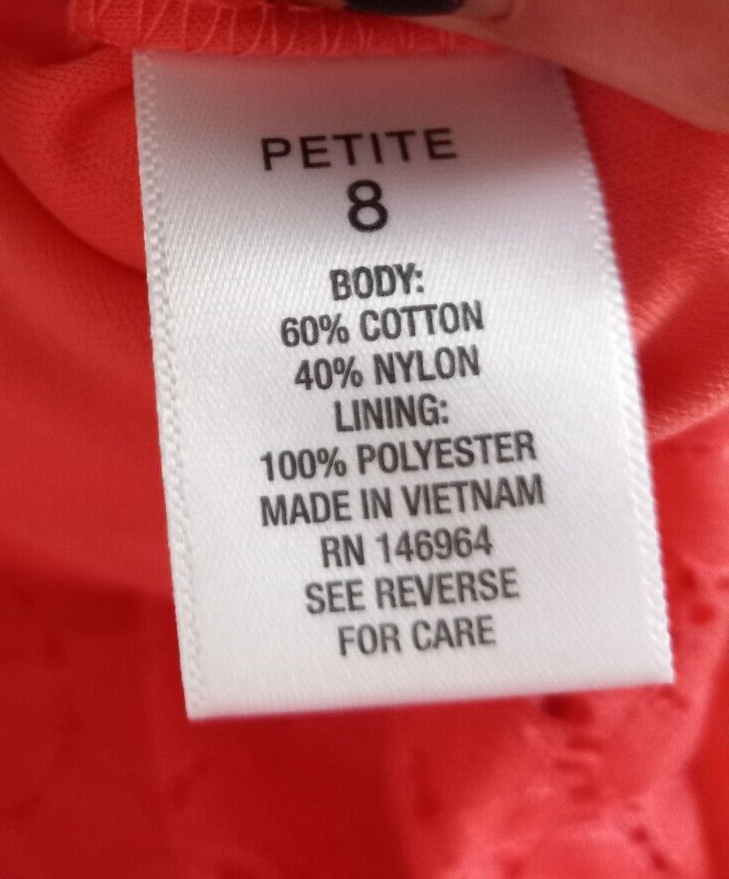 PETITE
8
BODY:
60% COTTON
40% NYLON
LINING:
100% POLYESTER
MADE IN VIETNAM
RN 146964
SEE REVERSE
FOR CARE